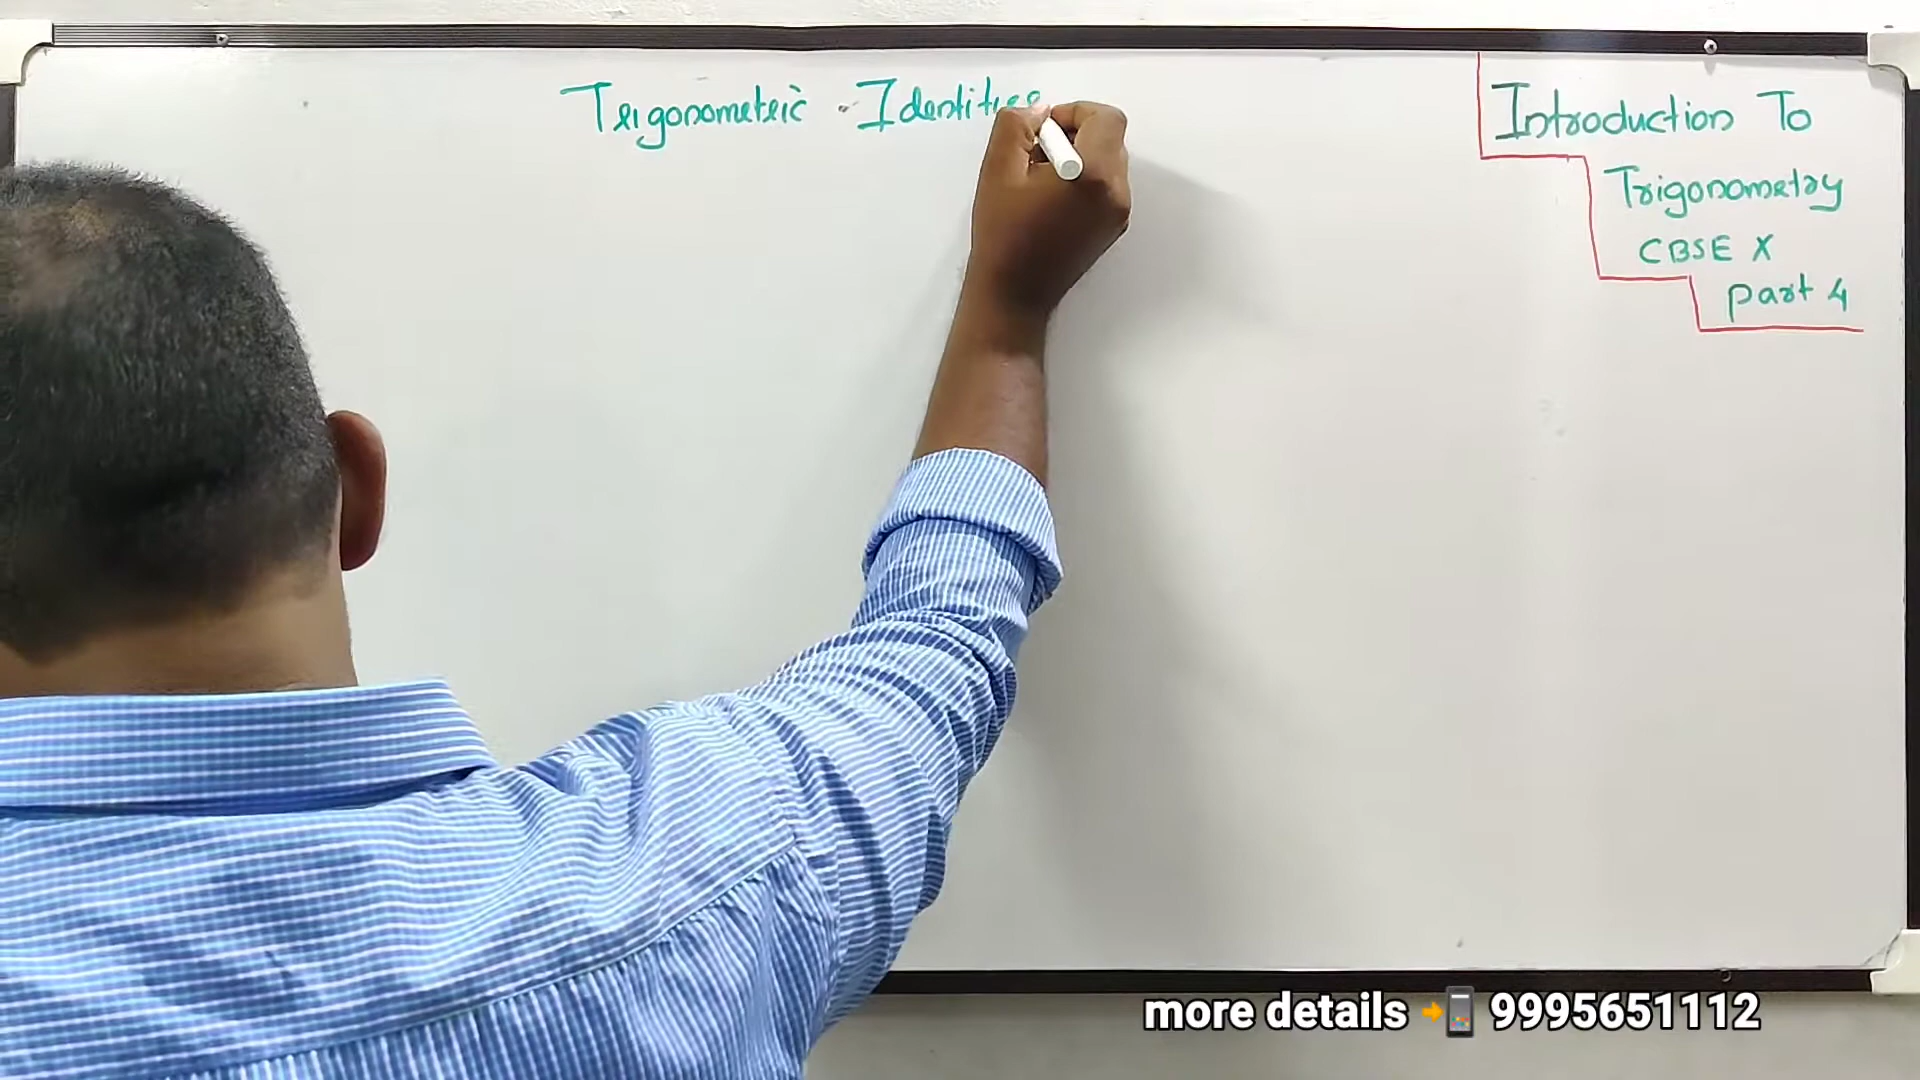 Trigonometric Identities
Introduction To
Trigonometry
CBSE X
Part 4
more details 9995651112